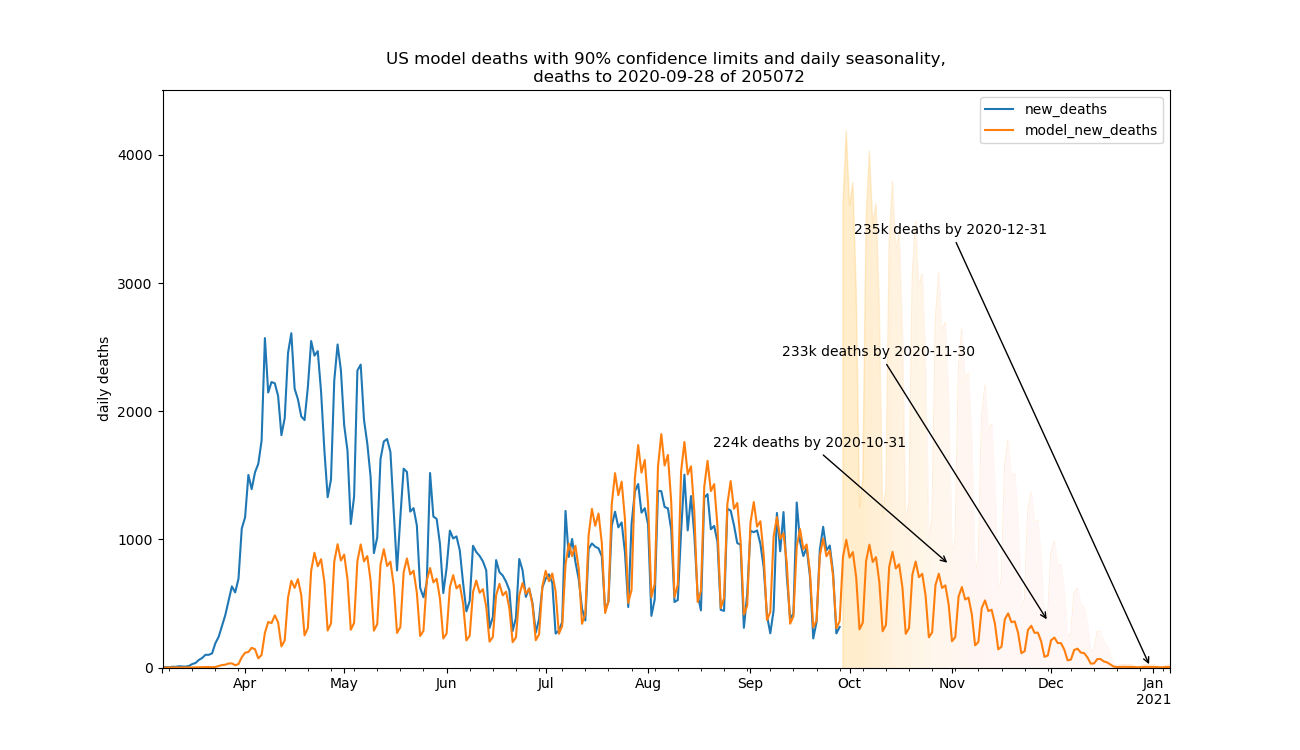 US model deaths with 90% confidence limits and daily seasonality,
deaths to 2020-09-28 of 205072
new_deaths
model_new_deaths
4000
3000
2000
1000
0
daily deaths
235k deaths by 2020-12-31
233k deaths by 2020-11-30
224k deaths by 2020-10-31
Apr May Jun Jul Aug Sep Oct Nov Dec Jan
2021